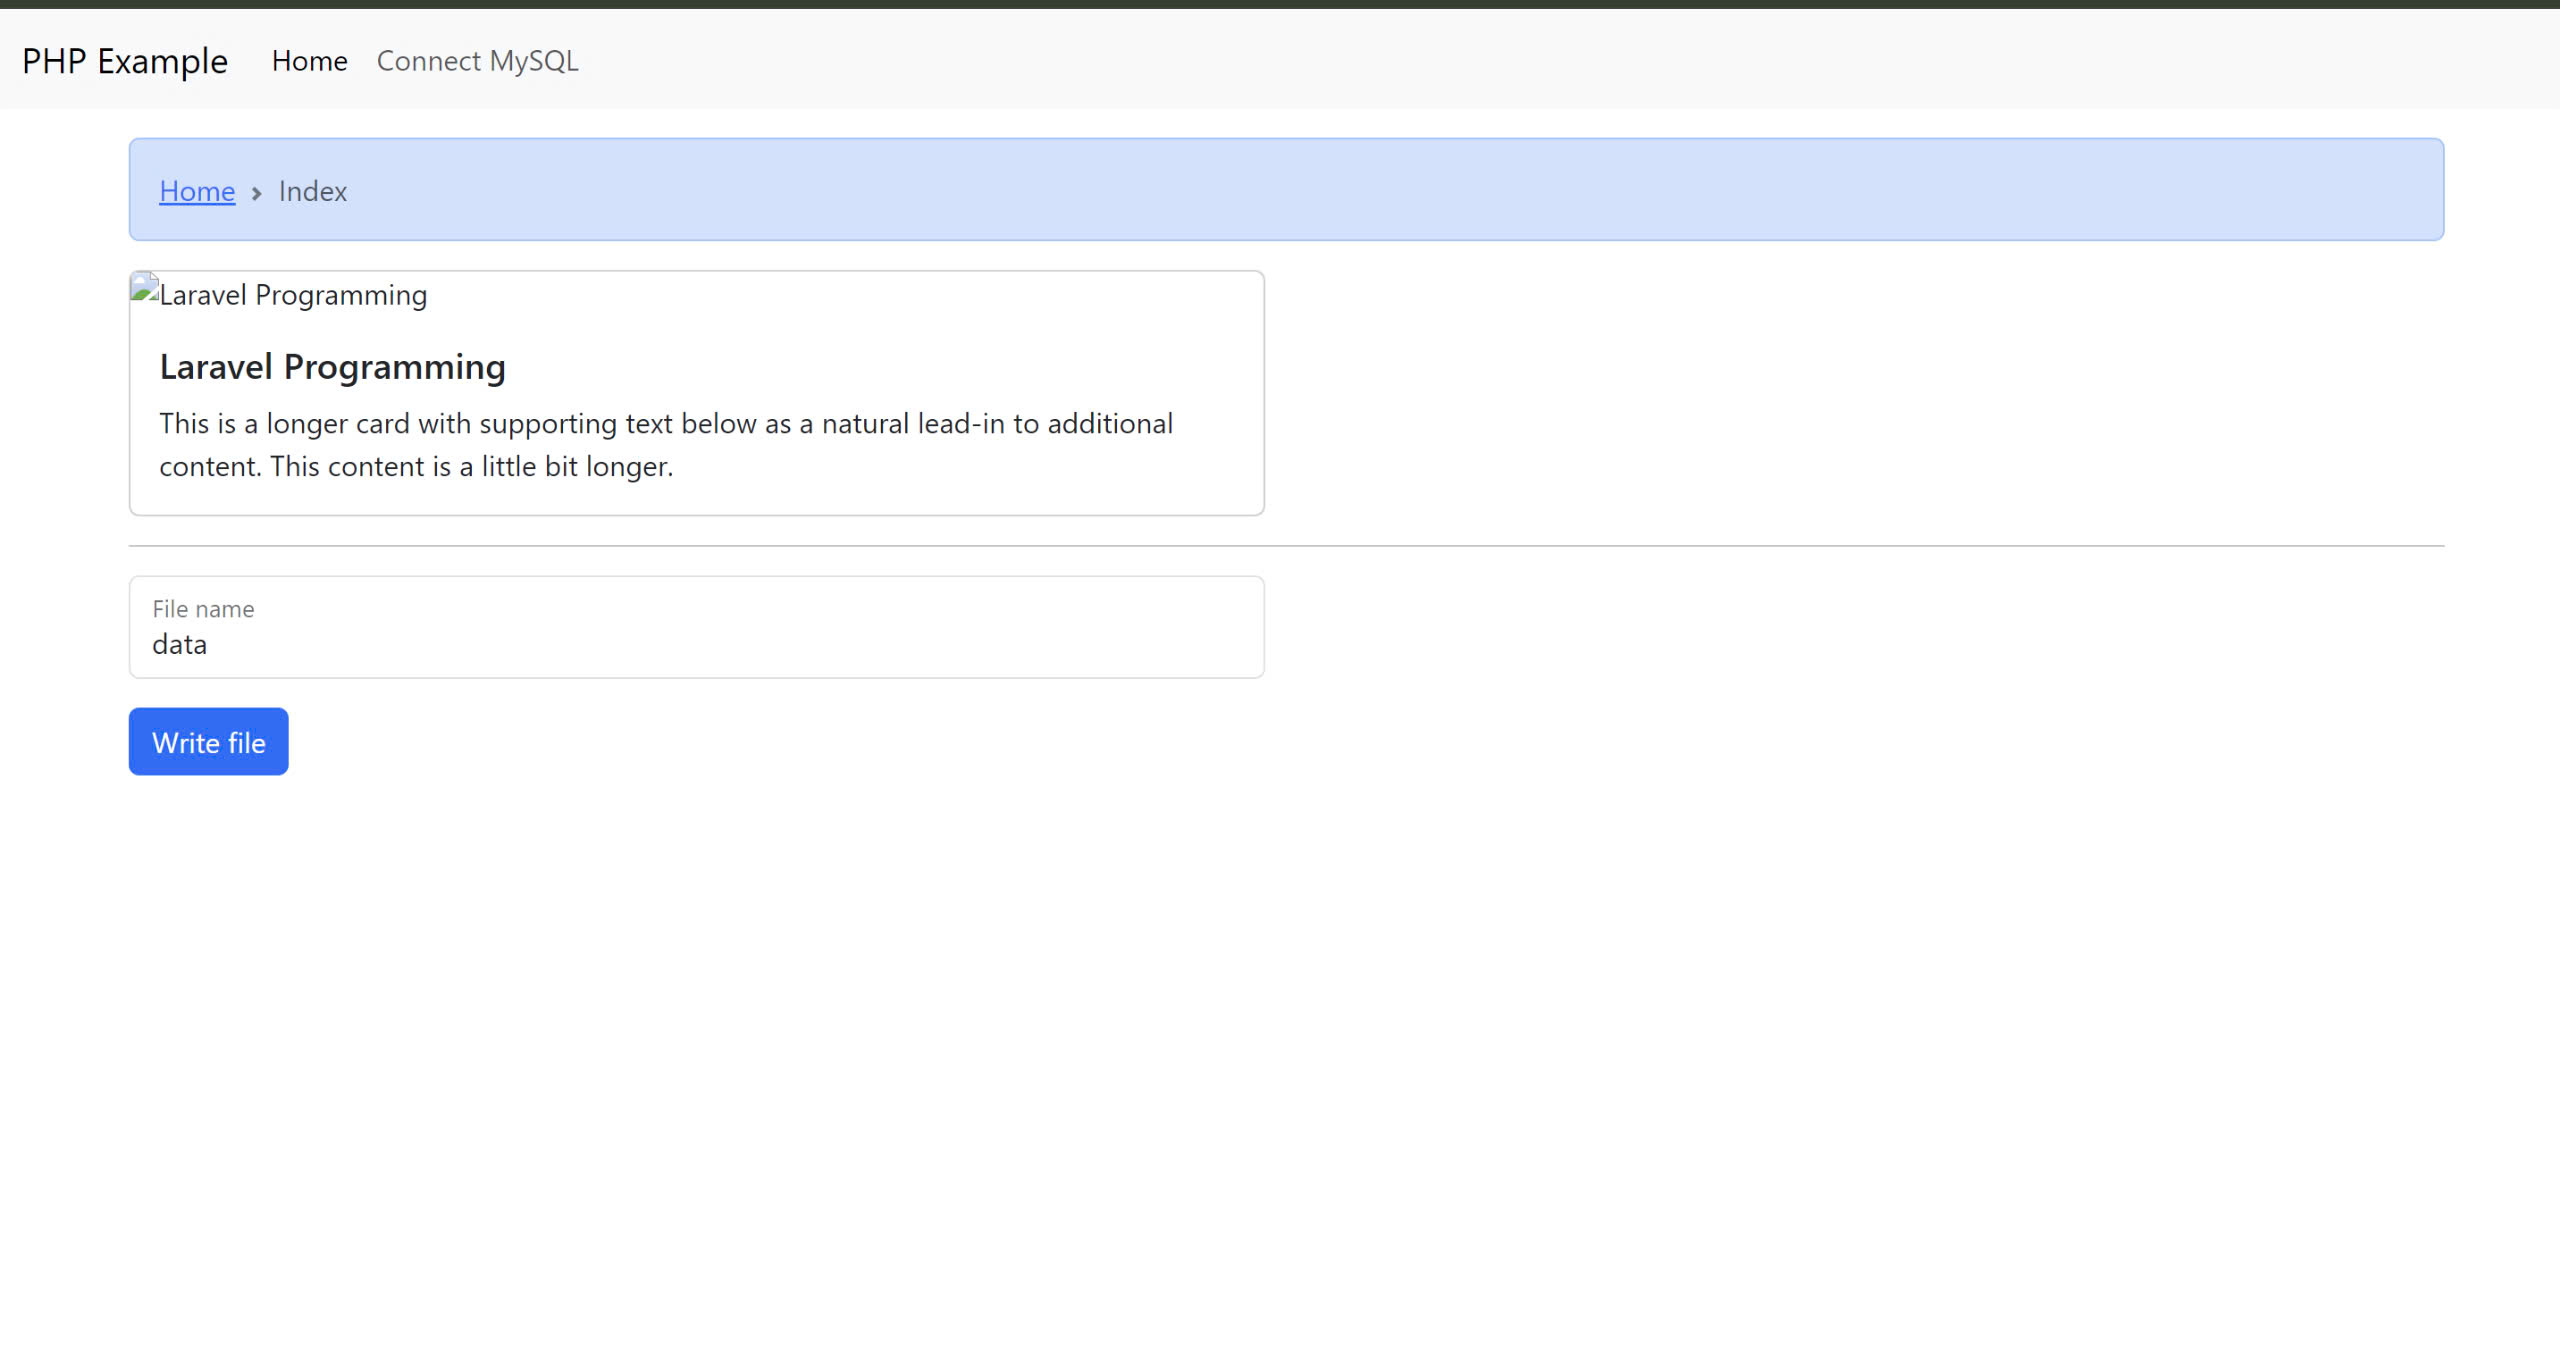 PHP Example Home Connect MySQL
Home › Index
Laravel Programming
Laravel Programming
This is a longer card with supporting text below as a natural lead-in to additional
content. This content is a little bit longer.
File name
data
Write file